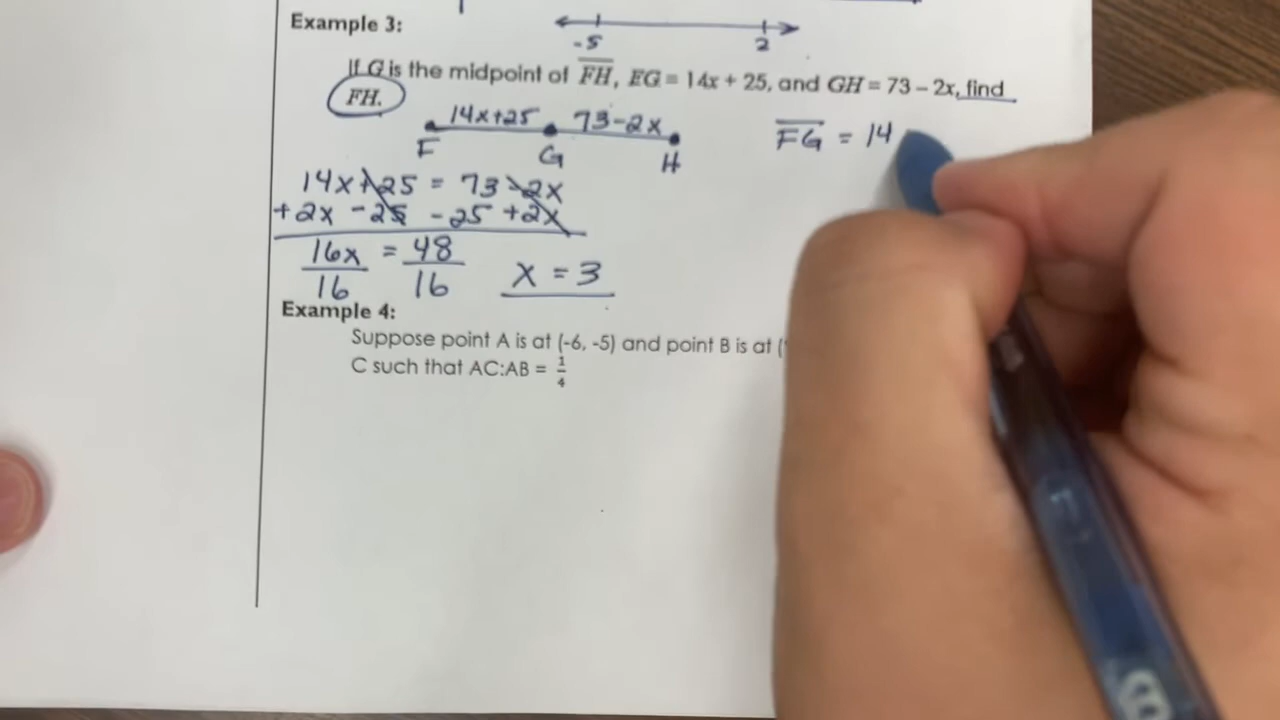 Example 3:
-5 2
If G is the midpoint of FH, FG = 14x + 25, and GH = 73 – 2x, find
FH.
14x+25 73-2x
F G H
FG = 14
14x+25 = 73-2x
+2x -25 -25 +2x
16x = 48
16 16
x = 3
Example 4:
Suppose point A is at (-6, -5) and point B is at (
C such that AC:AB = 1/4